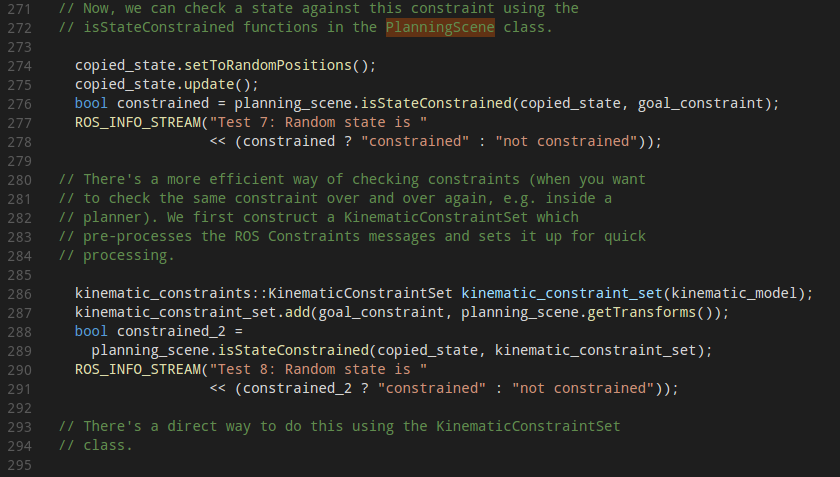 271 // Now, we can check a state against this constraint using the
272 // isStateConstrained functions in the PlanningScene class.
273
274 copied_state.setToRandomPositions();
275 copied_state.update();
276 bool constrained = planning_scene.isStateConstrained(copied_state, goal_constraint);
277 ROS_INFO_STREAM("Test 7: Random state is "
278 << (constrained ? "constrained" : "not constrained"));
279
280 // There's a more efficient way of checking constraints (when you want
281 // to check the same constraint over and over again, e.g. inside a
282 // planner). We first construct a KinematicConstraintSet which
283 // pre-processes the ROS Constraints messages and sets it up for quick
284 // processing.
285
286 kinematic_constraints::KinematicConstraintSet kinematic_constraint_set(kinematic_model);
287 kinematic_constraint_set.add(goal_constraint, planning_scene.getTransforms());
288 bool constrained_2 =
289 planning_scene.isStateConstrained(copied_state, kinematic_constraint_set);
290 ROS_INFO_STREAM("Test 8: Random state is "
291 << (constrained_2 ? "constrained" : "not constrained"));
292
293 // There's a direct way to do this using the KinematicConstraintSet
294 // class.
295